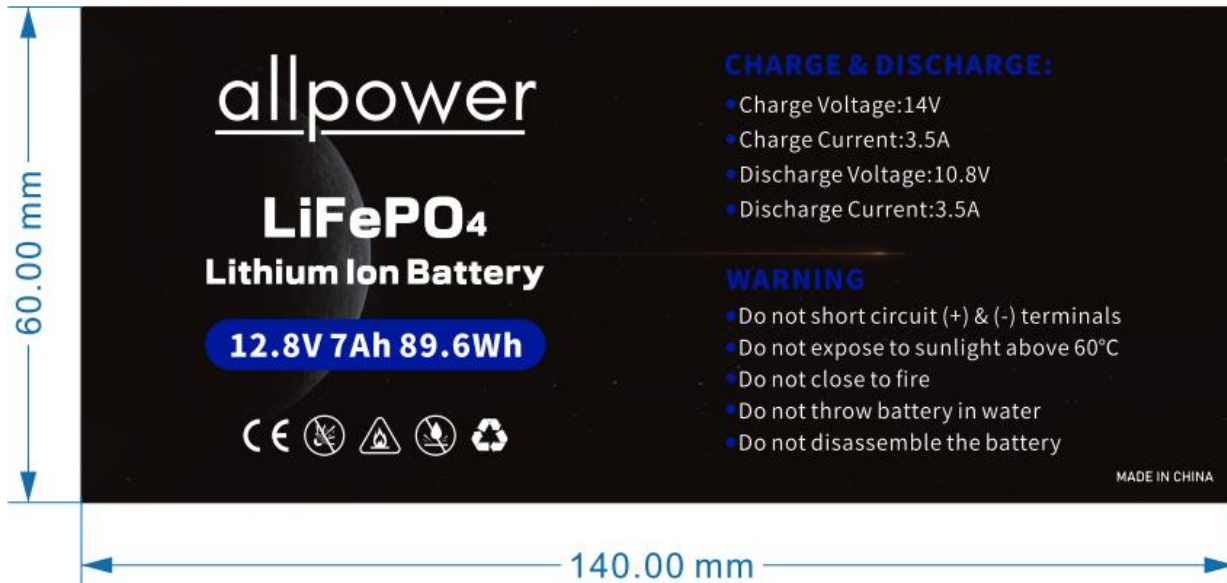 allpower
LiFePO₄
Lithium Ion Battery
12.8V 7Ah 89.6Wh
CE
CHARGE & DISCHARGE:
•Charge Voltage:14V
•Charge Current:3.5A
•Discharge Voltage:10.8V
•Discharge Current:3.5A
WARNING
•Do not short circuit (+) & (-) terminals
•Do not expose to sunlight above 60°C
•Do not close to fire
•Do not throw battery in water
•Do not disassemble the battery
MADE IN CHINA
60.00 mm
140.00 mm